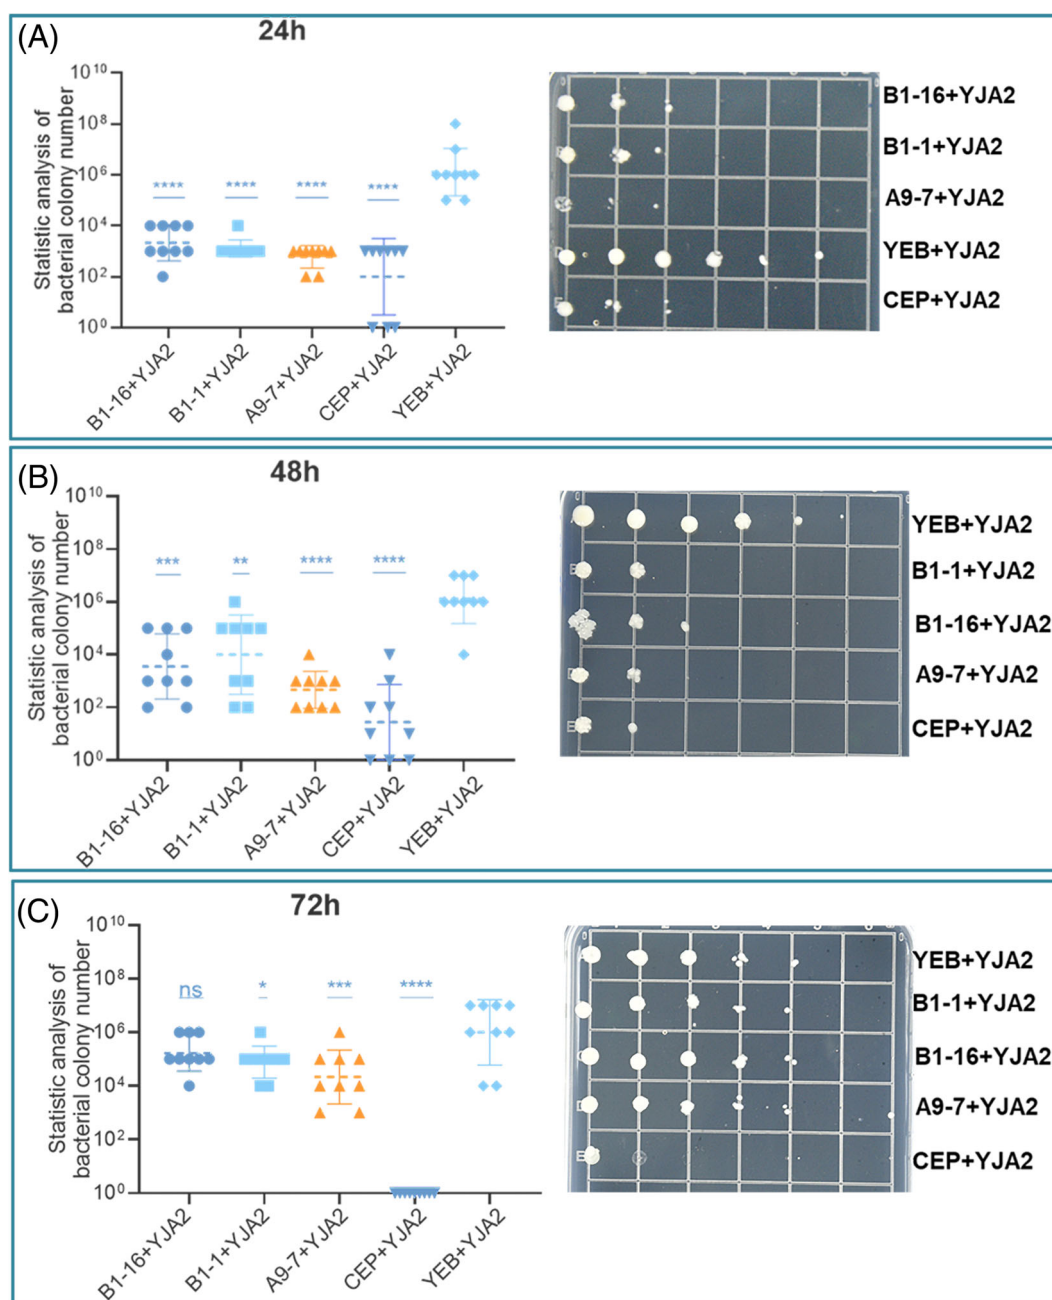 (A)
24h
Statistic analysis of
bacterial colony number
10^10
10^8
10^6
10^4
10^2
10^0
****
****
****
****
B1-16+YJA2
B1-1+YJA2
A9-7+YJA2
CEP+YJA2
YEB+YJA2
B1-16+YJA2
B1-1+YJA2
A9-7+YJA2
YEB+YJA2
CEP+YJA2
(B)
48h
Statistic analysis of
bacterial colony number
10^10
10^8
10^6
10^4
10^2
10^0
***
**
****
****
B1-16+YJA2
B1-1+YJA2
A9-7+YJA2
CEP+YJA2
YEB+YJA2
YEB+YJA2
B1-1+YJA2
B1-16+YJA2
A9-7+YJA2
CEP+YJA2
(C)
72h
Statistic analysis of
bacterial colony number
10^10
10^8
10^6
10^4
10^2
10^0
ns
*
***
****
B1-16+YJA2
B1-1+YJA2
A9-7+YJA2
CEP+YJA2
YEB+YJA2
YEB+YJA2
B1-1+YJA2
B1-16+YJA2
A9-7+YJA2
CEP+YJA2